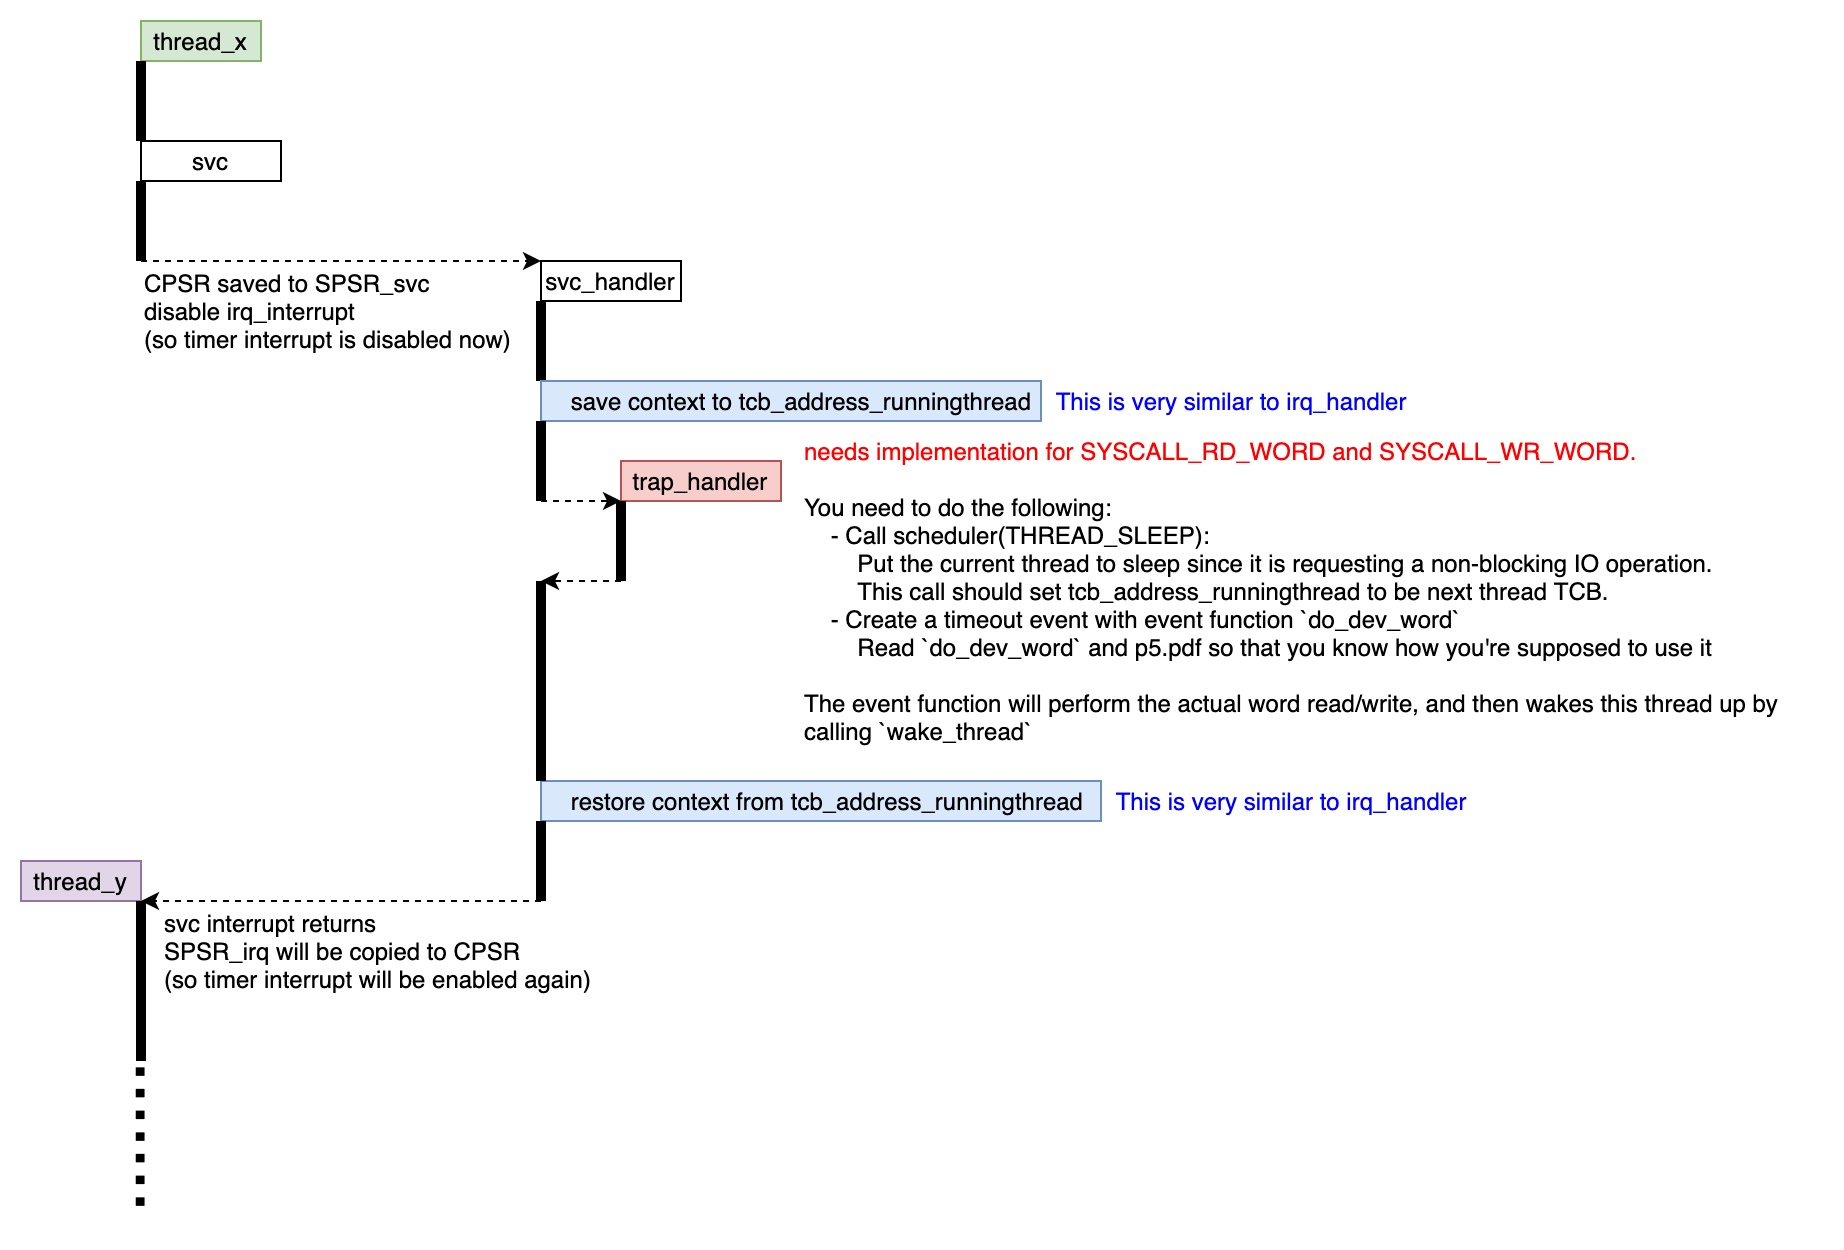 thread_x
svc
svc_handler
CPSR saved to SPSR_svc
disable irq_interrupt
(so timer interrupt is disabled now)
save context to tcb_address_runningthread
This is very similar to irq_handler
needs implementation for SYSCALL_RD_WORD and SYSCALL_WR_WORD.
trap_handler
You need to do the following:
- Call scheduler(THREAD_SLEEP):
Put the current thread to sleep since it is requesting a non-blocking IO operation.
This call should set tcb_address_runningthread to be next thread TCB.
- Create a timeout event with event function `do_dev_word`
Read `do_dev_word` and p5.pdf so that you know how you're supposed to use it
The event function will perform the actual word read/write, and then wakes this thread up by
calling `wake_thread`
restore context from tcb_address_runningthread
This is very similar to irq_handler
thread_y
svc interrupt returns
SPSR_irq will be copied to CPSR
(so timer interrupt will be enabled again)